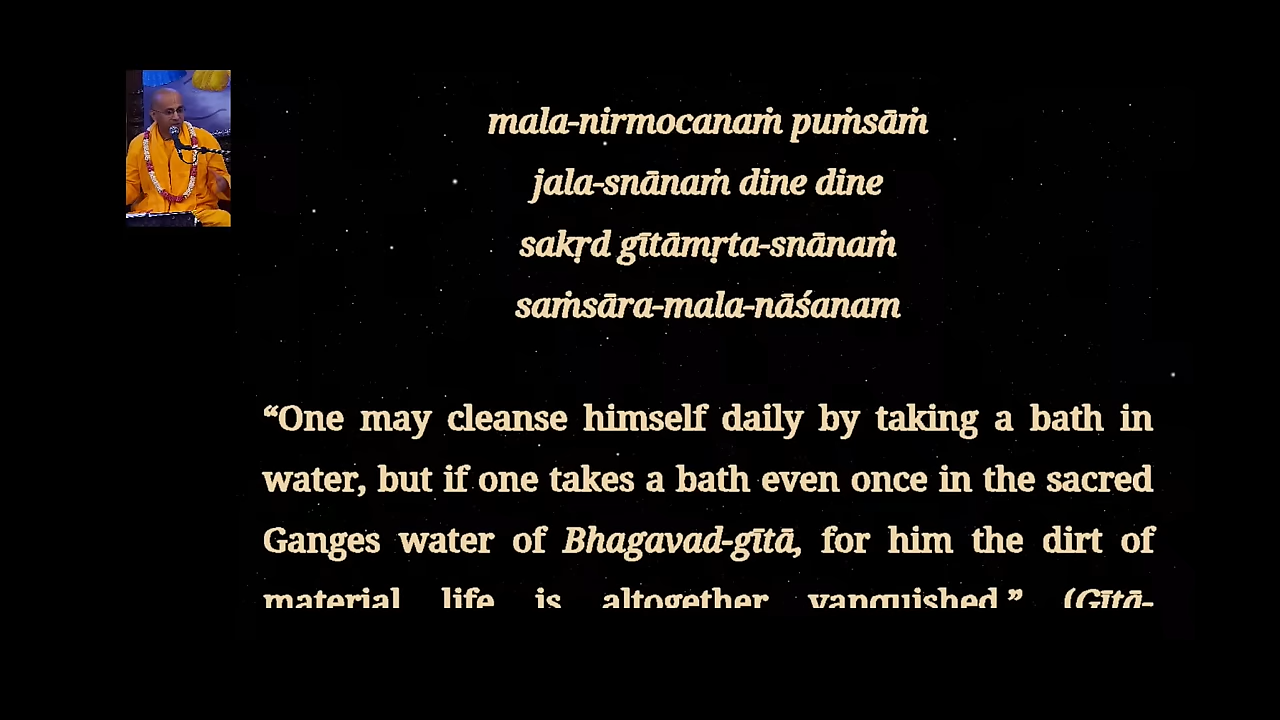 mala-nirmocanaṁ puṁsāṁ
jala-snānaṁ dine dine
sakṛd gītāmṛta-snānaṁ
saṁsāra-mala-nāśanam
“One may cleanse himself daily by taking a bath in
water, but if one takes a bath even once in the sacred
Ganges water of Bhagavad-gītā, for him the dirt of
material life is altogether vanquished.” (Gītā-